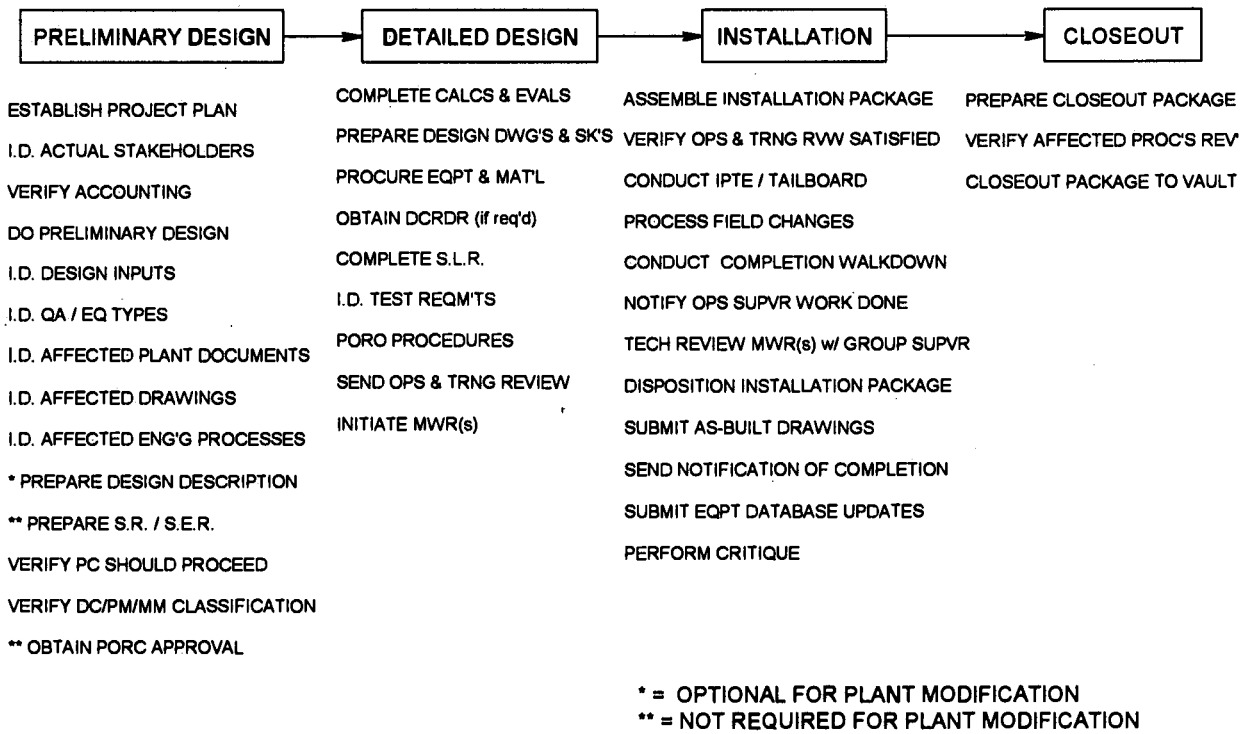 PRELIMINARY DESIGN
DETAILED DESIGN
INSTALLATION
CLOSEOUT
ESTABLISH PROJECT PLAN
I.D. ACTUAL STAKEHOLDERS
VERIFY ACCOUNTING
DO PRELIMINARY DESIGN
I.D. DESIGN INPUTS
I.D. QA / EQ TYPES
I.D. AFFECTED PLANT DOCUMENTS
I.D. AFFECTED DRAWINGS
I.D. AFFECTED ENG'G PROCESSES
* PREPARE DESIGN DESCRIPTION
** PREPARE S.R. / S.E.R.
VERIFY PC SHOULD PROCEED
VERIFY DC/PM/MM CLASSIFICATION
** OBTAIN PORC APPROVAL
COMPLETE CALCS & EVALS
PREPARE DESIGN DWG'S & SK'S
PROCURE EQPT & MAT'L
OBTAIN DCRDR (if req'd)
COMPLETE S.L.R.
I.D. TEST REQM'TS
PORO PROCEDURES
SEND OPS & TRNG REVIEW
INITIATE MWR(s)
ASSEMBLE INSTALLATION PACKAGE
VERIFY OPS & TRNG RVW SATISFIED
CONDUCT IPTE / TAILBOARD
PROCESS FIELD CHANGES
CONDUCT COMPLETION WALKDOWN
NOTIFY OPS SUPVR WORK DONE
TECH REVIEW MWR(s) w/ GROUP SUPVR
DISPOSITION INSTALLATION PACKAGE
SUBMIT AS-BUILT DRAWINGS
SEND NOTIFICATION OF COMPLETION
SUBMIT EQPT DATABASE UPDATES
PERFORM CRITIQUE
PREPARE CLOSEOUT PACKAGE
VERIFY AFFECTED PROC'S REV'
CLOSEOUT PACKAGE TO VAULT
* = OPTIONAL FOR PLANT MODIFICATION
** = NOT REQUIRED FOR PLANT MODIFICATION